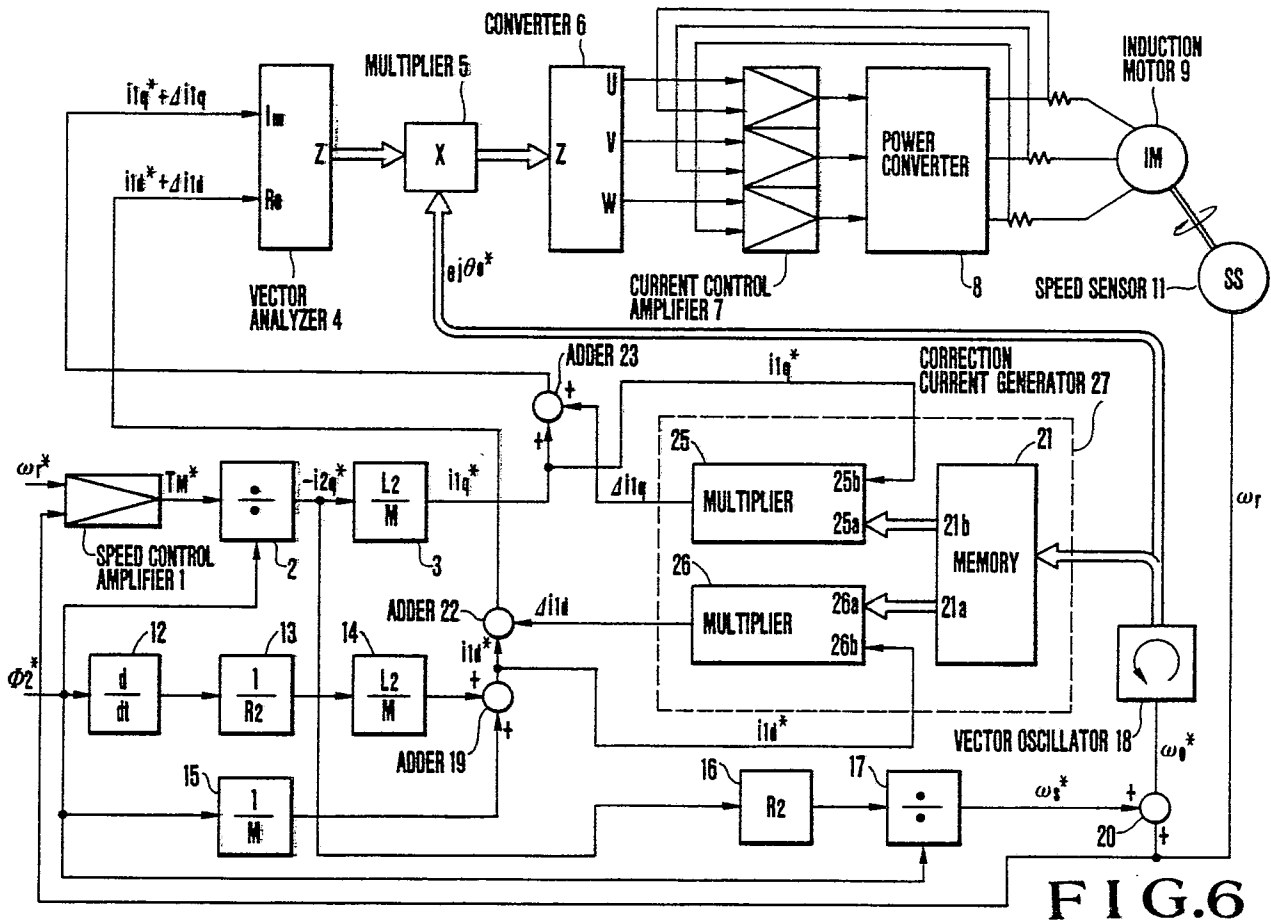 CONVERTER 6
MULTIPLIER 5
INDUCTION
MOTOR 9
i1q*+Δi1q
Im
Z
X
Z
U
V
W
POWER
CONVERTER
IM
i1d*+Δi1d
Re
ejθe*
VECTOR
ANALYZER 4
CURRENT CONTROL
AMPLIFIER 7
8
SPEED SENSOR 11
SS
ADDER 23
i1q*
CORRECTION
CURRENT GENERATOR 27
+
+
25
21
ωr*
TM*
÷
-i2q*
L2
M
i1q*
Δi1q
MULTIPLIER
25b
25a
21b
MEMORY
ωr
SPEED CONTROL
AMPLIFIER 1
2
3
26
ADDER 22
Δi1d
MULTIPLIER
26a
26b
21a
12
13
14
i1d*
Φ2*
d
dt
1
R2
L2
M
+
+
ADDER 19
i1d*
VECTOR OSCILLATOR 18
ωe*
15
1
M
16
R2
17
÷
ωs*
+
+
20
FIG.6